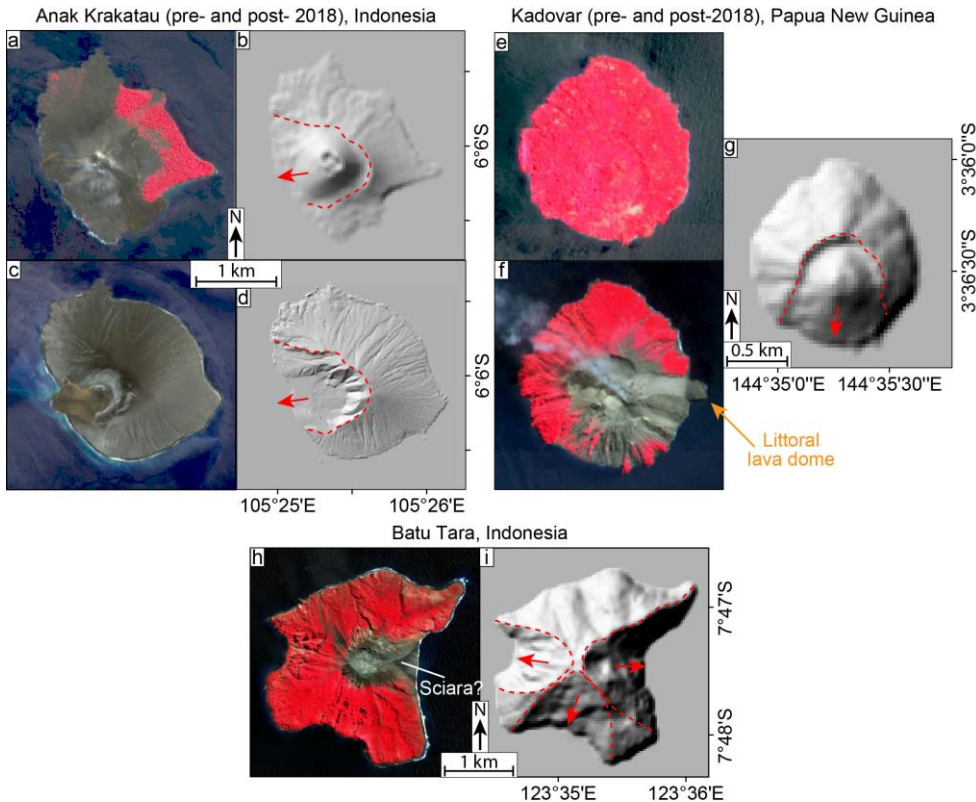 Anak Krakatau (pre- and post- 2018), Indonesia
Kadovar (pre- and post-2018), Papua New Guinea
a
b
6°6'S
N
1 km
c
d
6°6'S
105°25'E
105°26'E
e
f
g
3°36'0"S
3°36'30"S
N
0.5 km
144°35'0"E
144°35'30"E
Littoral
lava dome
Batu Tara, Indonesia
h
i
Sciara?
N
1 km
7°47'S
7°48'S
123°35'E
123°36'E